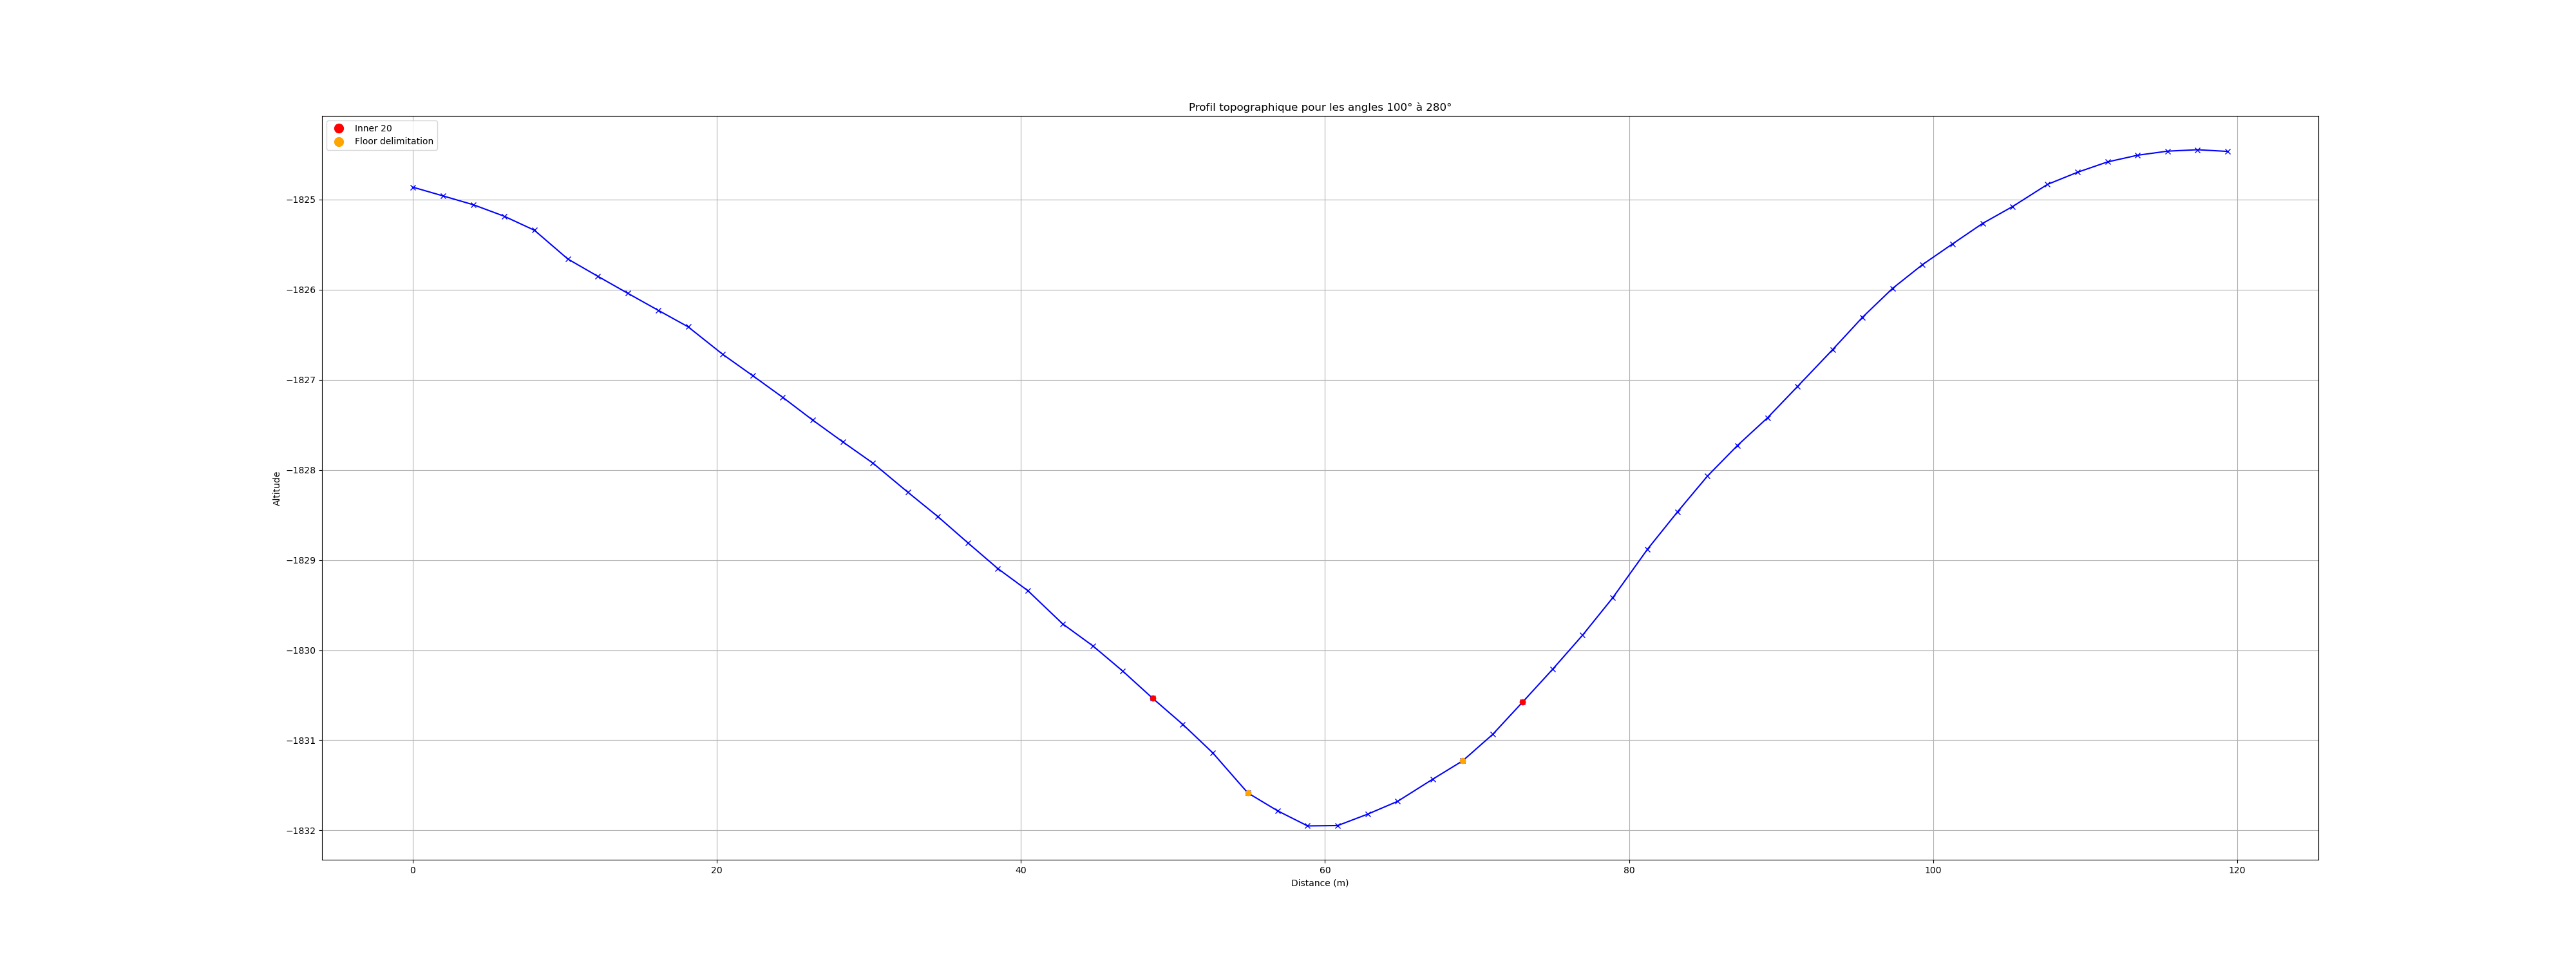 Profil topographique pour les angles 100° à 280°
Inner 20
Floor delimitation
−1825
−1826
−1827
−1828
−1829
−1830
−1831
−1832
Altitude
0 20 40 60 80 100 120
Distance (m)